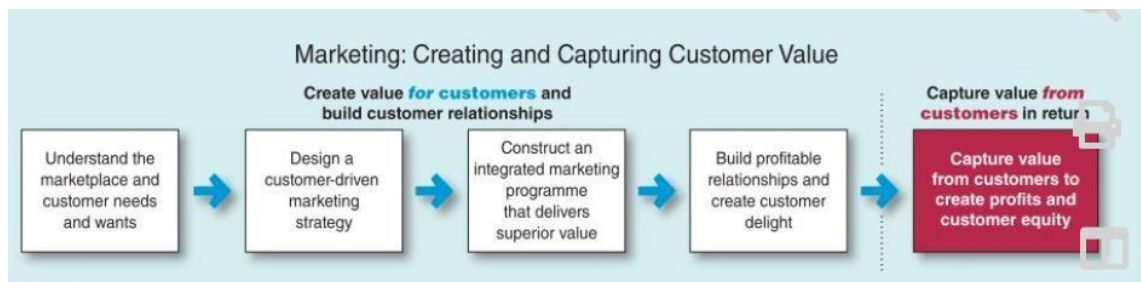 Marketing: Creating and Capturing Customer Value
Create value for customers and
build customer relationships
Capture value from
customers in return
Understand the
marketplace and
customer needs
and wants
Design a
customer-driven
marketing
strategy
Construct an
integrated marketing
programme
that delivers
superior value
Build profitable
relationships and
create customer
delight
Capture value
from customers to
create profits and
customer equity